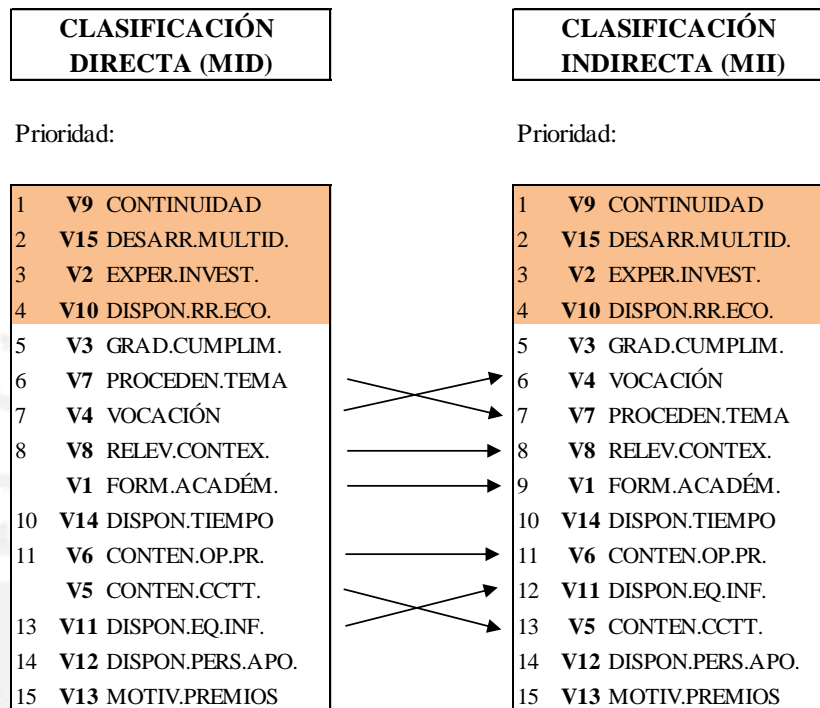 CLASIFICACIÓN
DIRECTA (MID)
Prioridad:
1 V9 CONTINUIDAD
2 V15 DESARR.MULTID.
3 V2 EXPER.INVEST.
4 V10 DISPON.RR.ECO.
5 V3 GRAD.CUMPLIM.
6 V7 PROCEDEN.TEMA
7 V4 VOCACIÓN
8 V8 RELEV.CONTEX.
V1 FORM.ACADÉM.
10 V14 DISPON.TIEMPO
11 V6 CONTEN.OP.PR.
V5 CONTEN.CCTT.
13 V11 DISPON.EQ.INF.
14 V12 DISPON.PERS.APO.
15 V13 MOTIV.PREMIOS
CLASIFICACIÓN
INDIRECTA (MII)
Prioridad:
1 V9 CONTINUIDAD
2 V15 DESARR.MULTID.
3 V2 EXPER.INVEST.
4 V10 DISPON.RR.ECO.
5 V3 GRAD.CUMPLIM.
6 V4 VOCACIÓN
7 V7 PROCEDEN.TEMA
8 V8 RELEV.CONTEX.
9 V1 FORM.ACADÉM.
10 V14 DISPON.TIEMPO
11 V6 CONTEN.OP.PR.
12 V11 DISPON.EQ.INF.
13 V5 CONTEN.CCTT.
14 V12 DISPON.PERS.APO.
15 V13 MOTIV.PREMIOS